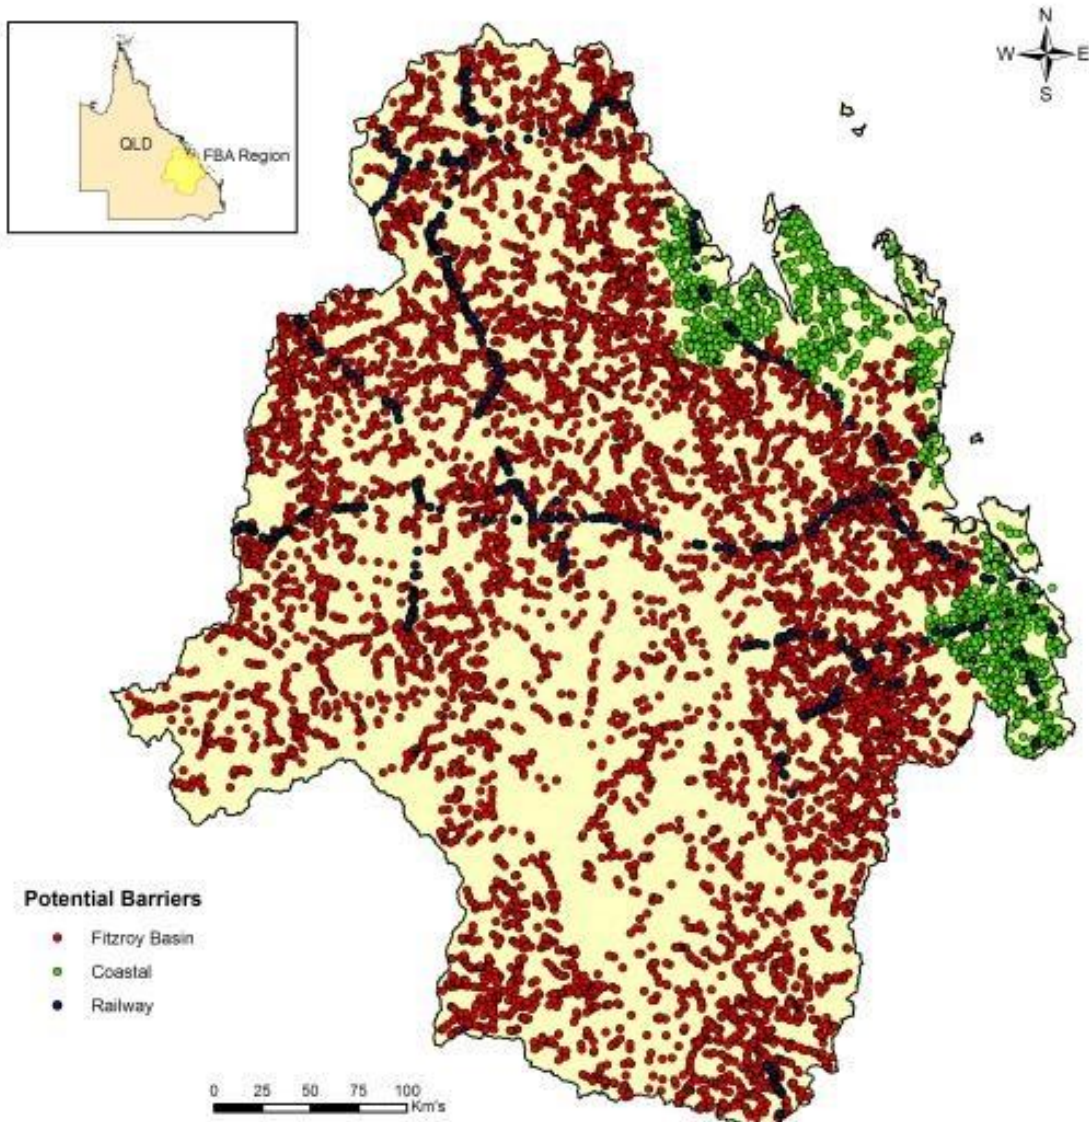 N
W E
S
QLD
FBA Region
Potential Barriers
Fitzroy Basin
Coastal
Railway
0 25 50 75 100
Km's